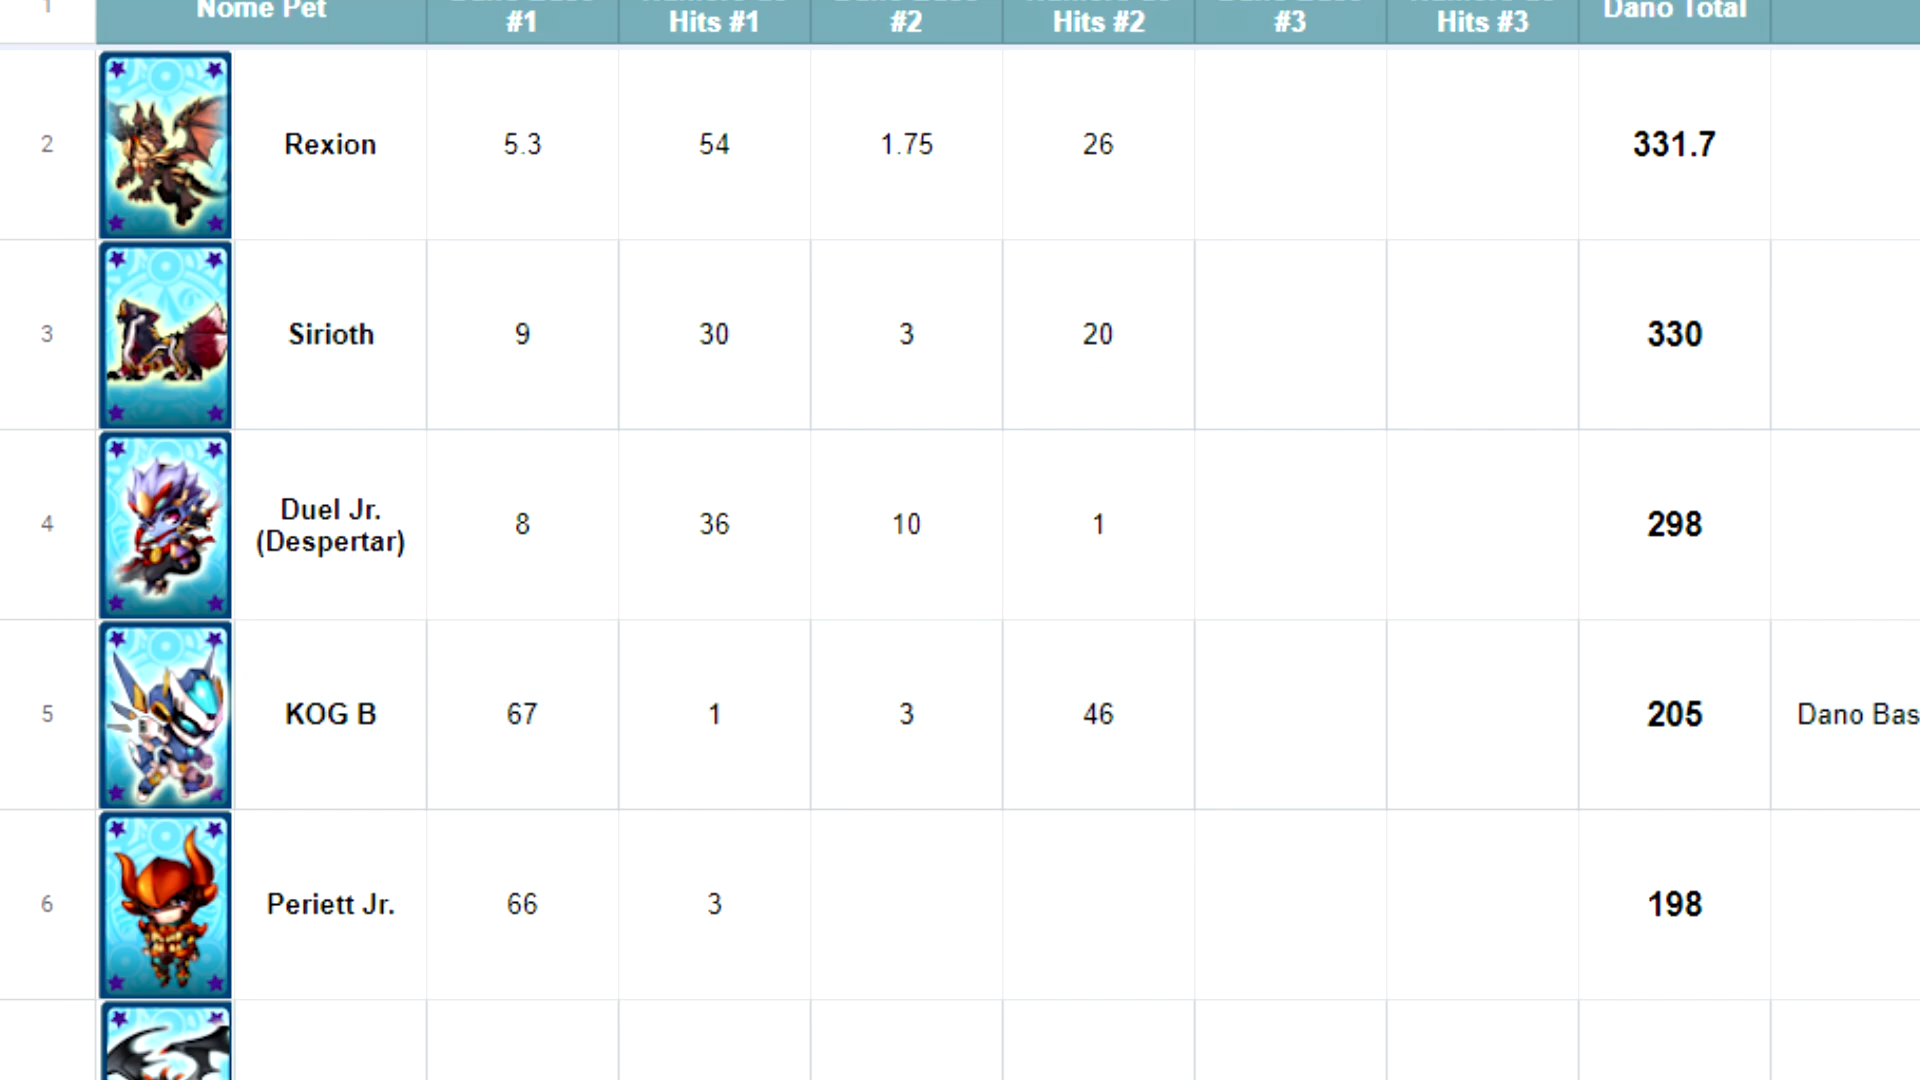 1 Nome Pet #1 Hits #1 #2 Hits #2 #3 Hits #3 Dano Total
2 Rexion 5.3 54 1.75 26 331.7
3 Sirioth 9 30 3 20 330
4 Duel Jr. (Despertar) 8 36 10 1 298
5 KOG B 67 1 3 46 205 Dano Bas
6 Periett Jr. 66 3 198